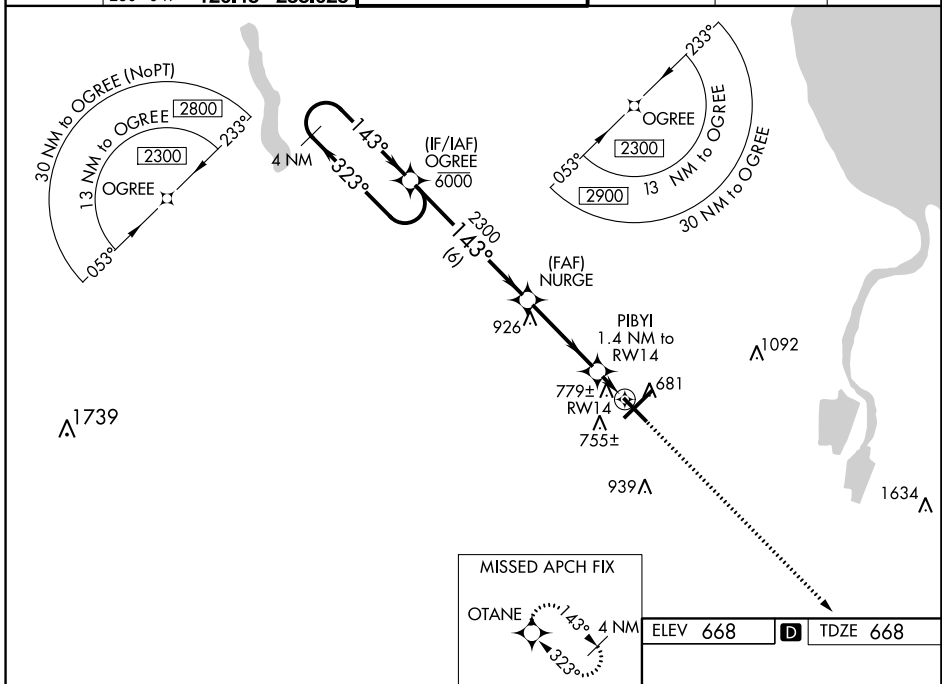 30 NM to OGREE (NoPT)
2800
233°
13 NM to OGREE
2300
OGREE
053°
4 NM
143°
323°
(IF/IAF)
OGREE
6000
2300
143°
(6)
(FAF)
NURGE
926
PIBYI
1.4 NM to
RW14
779±
681
RW14
755±
939
1092
1634
1739
233°
OGREE
2300
13 NM to OGREE
053°
2900
30 NM to OGREE
MISSED APCH FIX
OTANE
143°
4 NM
323°
ELEV 668 D TDZE 668